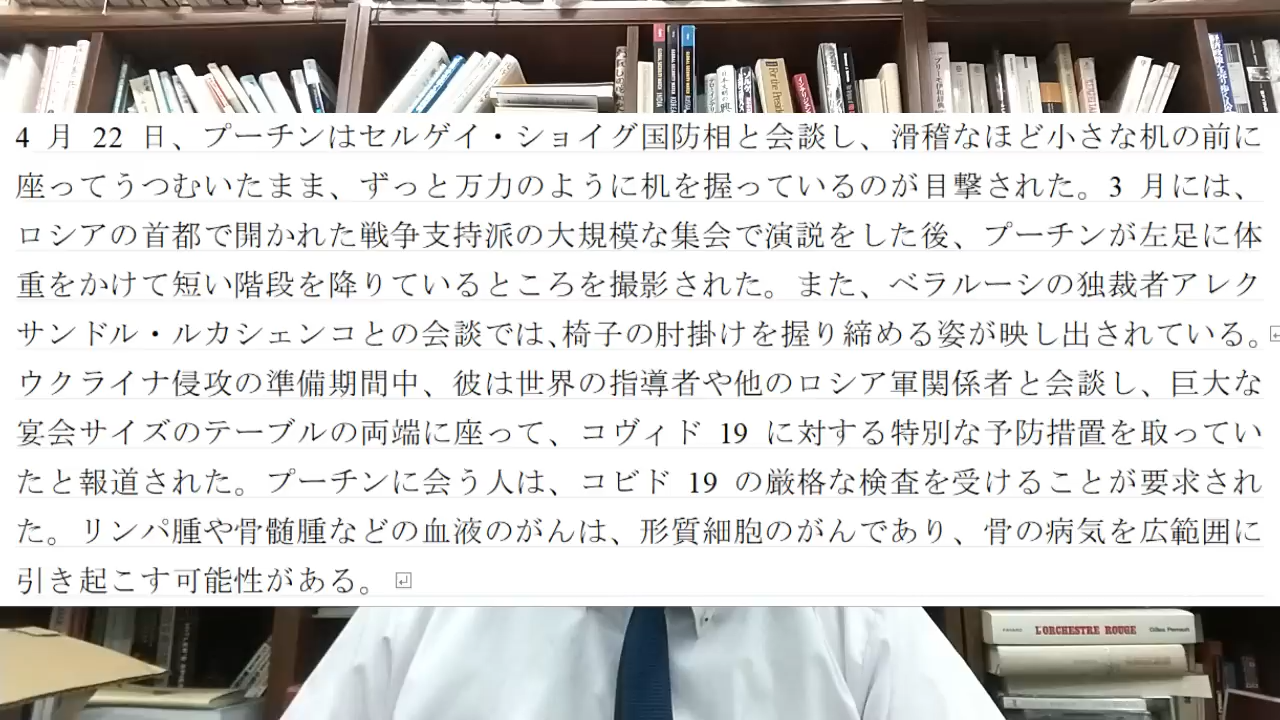 4 月 22 日、プーチンはセルゲイ・ショイグ国防相と会談し、滑稽なほど小さな机の前に
座ってうつむいたまま、ずっと万力のように机を握っているのが目撃された。3 月には、
ロシアの首都で開かれた戦争支持派の大規模な集会で演説をした後、プーチンが左足に体
重をかけて短い階段を降りているところを撮影された。また、ベラルーシの独裁者アレク
サンドル・ルカシェンコとの会談では、椅子の肘掛けを握り締める姿が映し出されている。
ウクライナ侵攻の準備期間中、彼は世界の指導者や他のロシア軍関係者と会談し、巨大な
宴会サイズのテーブルの両端に座って、コヴィド 19 に対する特別な予防措置を取ってい
たと報道された。プーチンに会う人は、コビド 19 の厳格な検査を受けることが要求され
た。リンパ腫や骨髄腫などの血液のがんは、形質細胞のがんであり、骨の病気を広範囲に
引き起こす可能性がある。
L'ORCHESTRE ROUGE Gilles Perrault